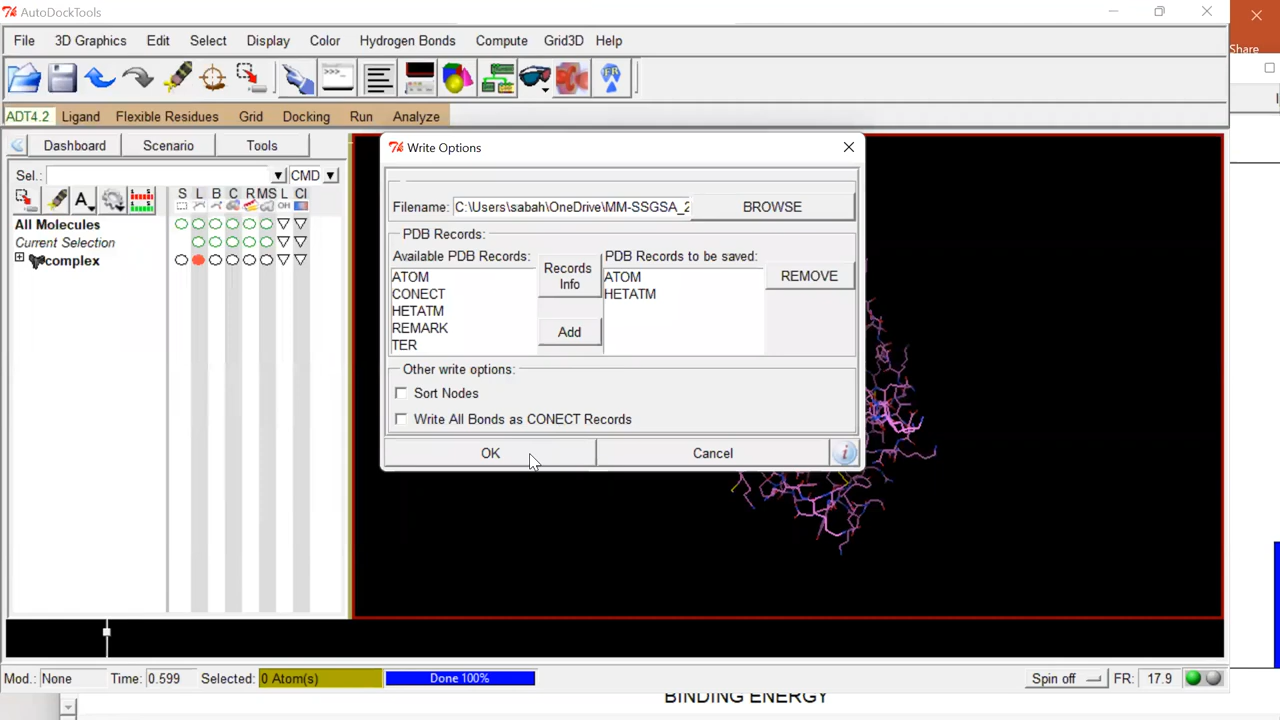 AutoDockTools
Share
File 3D Graphics Edit Select Display Color Hydrogen Bonds Compute Grid3D Help
ADT4.2 Ligand Flexible Residues Grid Docking Run Analyze
Dashboard Scenario Tools
Sel.: CMD
S L B C R MS L Cl
All Molecules
Current Selection
complex
Write Options
Filename: C:\Users\sabah\OneDrive\MM-SSGSA_2 BROWSE
PDB Records:
Available PDB Records: PDB Records to be saved:
ATOM
CONECT
HETATM
REMARK
TER
Records Info
Add
ATOM
HETATM
REMOVE
Other write options:
Sort Nodes
Write All Bonds as CONECT Records
OK Cancel
Mod.: None Time: 0.599 Selected: 0 Atom(s) Done 100% Spin off FR: 17.9
BINDING ENERGY